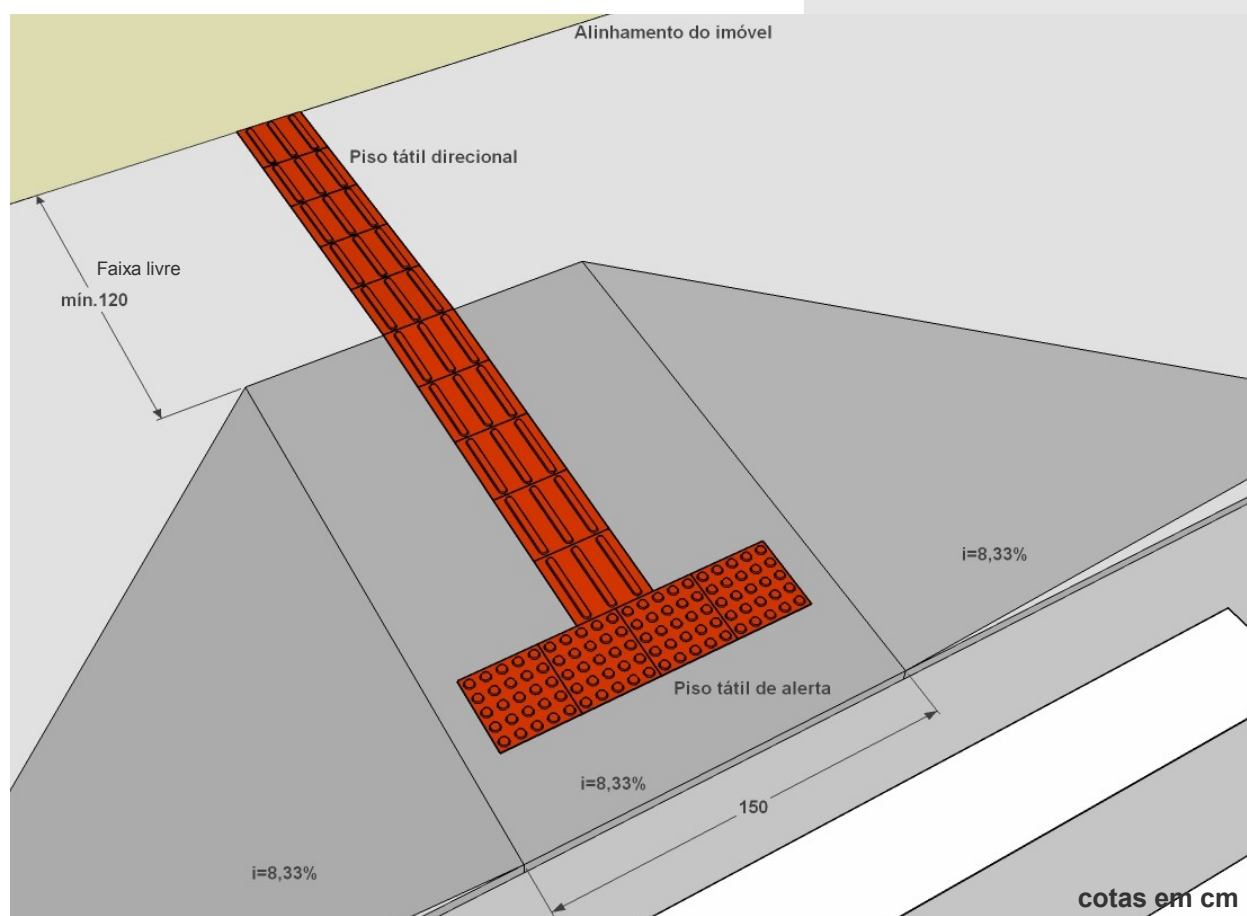 Alinhamento do imóvel
Piso tátil direcional
Faixa livre
mín.120
i=8,33%
Piso tátil de alerta
i=8,33%
150
i=8,33%
cotas em cm